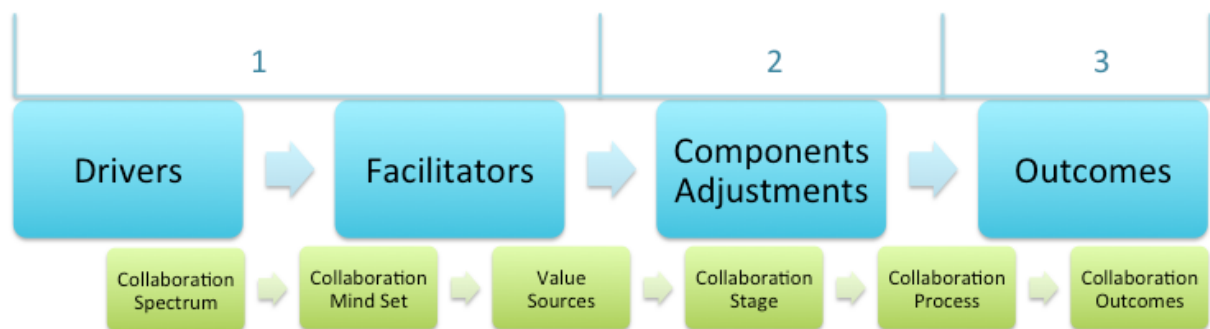 1
2
3
Drivers
Facilitators
Components
Adjustments
Outcomes
Collaboration
Spectrum
Collaboration
Mind Set
Value
Sources
Collaboration
Stage
Collaboration
Process
Collaboration
Outcomes